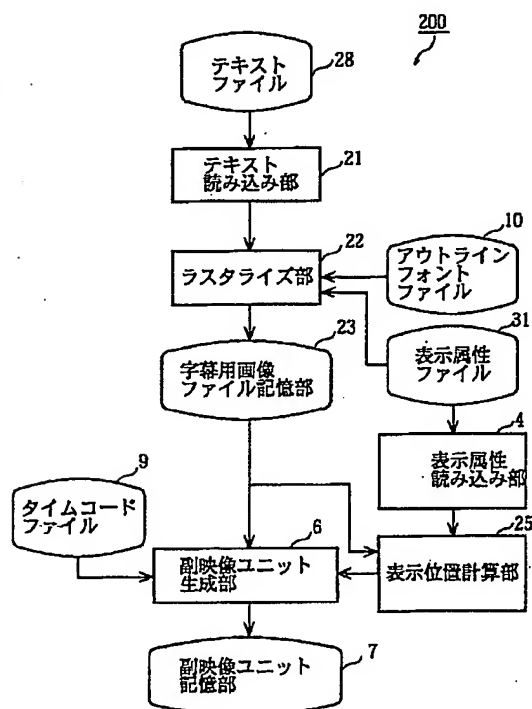 200
テキスト
ファイル
28
テキスト
読み込み部
21
ラスタライズ部
22
アウトライン
フォント
ファイル
10
字幕用画像
ファイル記憶部
23
表示属性
ファイル
31
表示属性
読み込み部
4
タイムコード
ファイル
9
副映像ユニット
生成部
6
表示位置計算部
25
副映像ユニット
記憶部
7